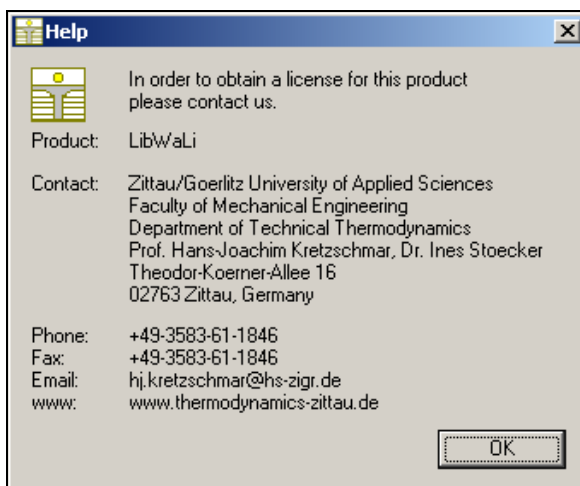 Help
In order to obtain a license for this product
please contact us.
Product: LibWaLi
Contact: Zittau/Goerlitz University of Applied Sciences
Faculty of Mechanical Engineering
Department of Technical Thermodynamics
Prof. Hans-Joachim Kretzschmar, Dr. Ines Stoecker
Theodor-Koerner-Allee 16
02763 Zittau, Germany
Phone: +49-3583-61-1846
Fax: +49-3583-61-1846
Email: hj.kretzschmar@hs-zigr.de
www: www.thermodynamics-zittau.de
OK